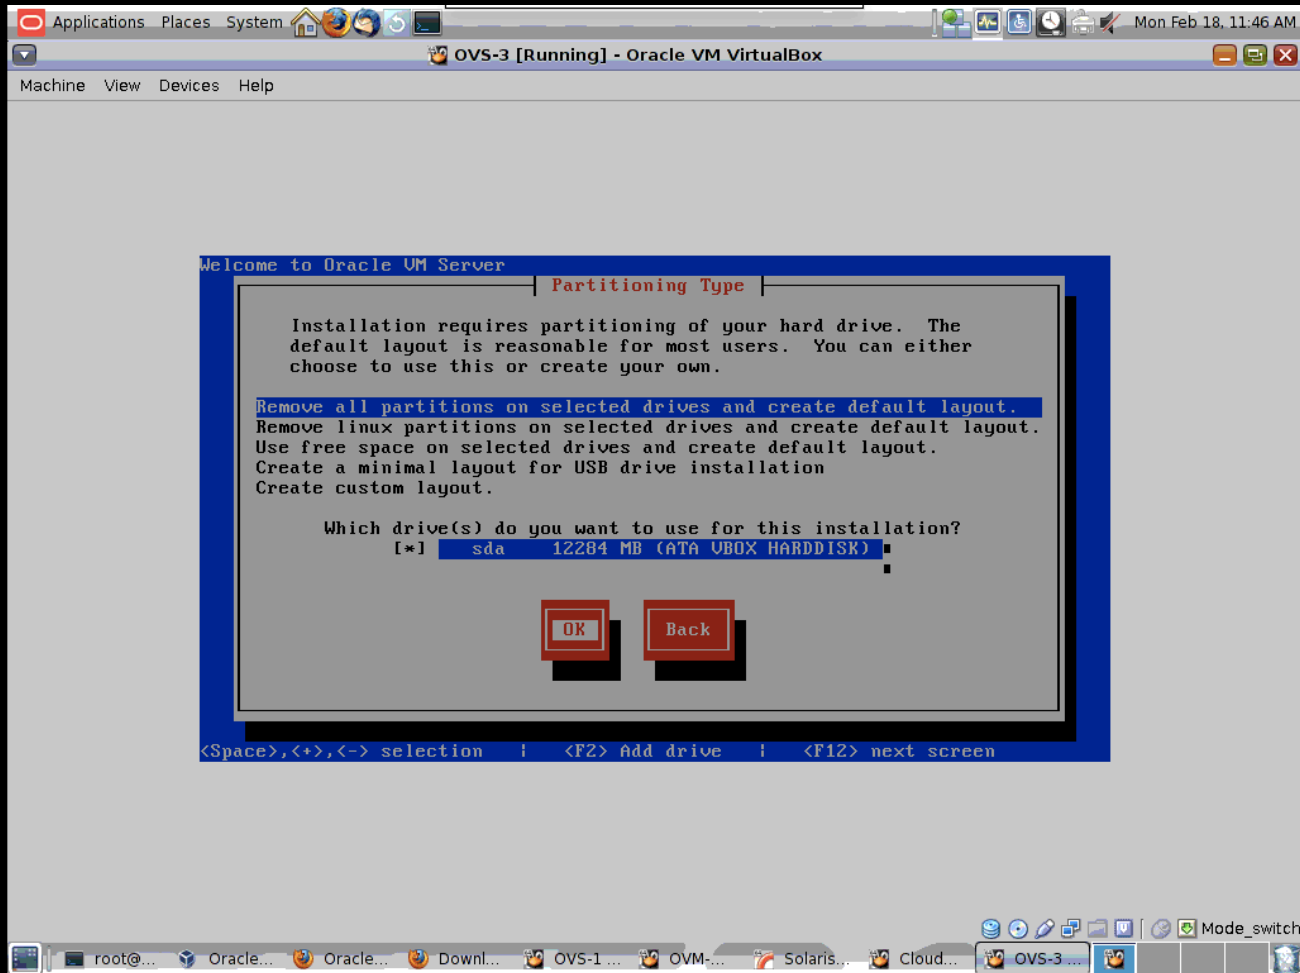 Applications Places System Mon Feb 18, 11:46 AM
OVS-3 [Running] - Oracle VM VirtualBox
Machine View Devices Help
Welcome to Oracle VM Server
Partitioning Type
Installation requires partitioning of your hard drive. The
default layout is reasonable for most users. You can either
choose to use this or create your own.
Remove all partitions on selected drives and create default layout.
Remove linux partitions on selected drives and create default layout.
Use free space on selected drives and create default layout.
Create a minimal layout for USB drive installation
Create custom layout.
Which drive(s) do you want to use for this installation?
[*] sda 12284 MB (ATA VBOX HARDDISK)
OK Back
<Space>,<+>,<-> selection | <F2> Add drive | <F12> next screen
Mode_switch
root@... Oracle... Oracle... Downl... OVS-1 ... OVM-... Solaris... Cloud... OVS-3 ...